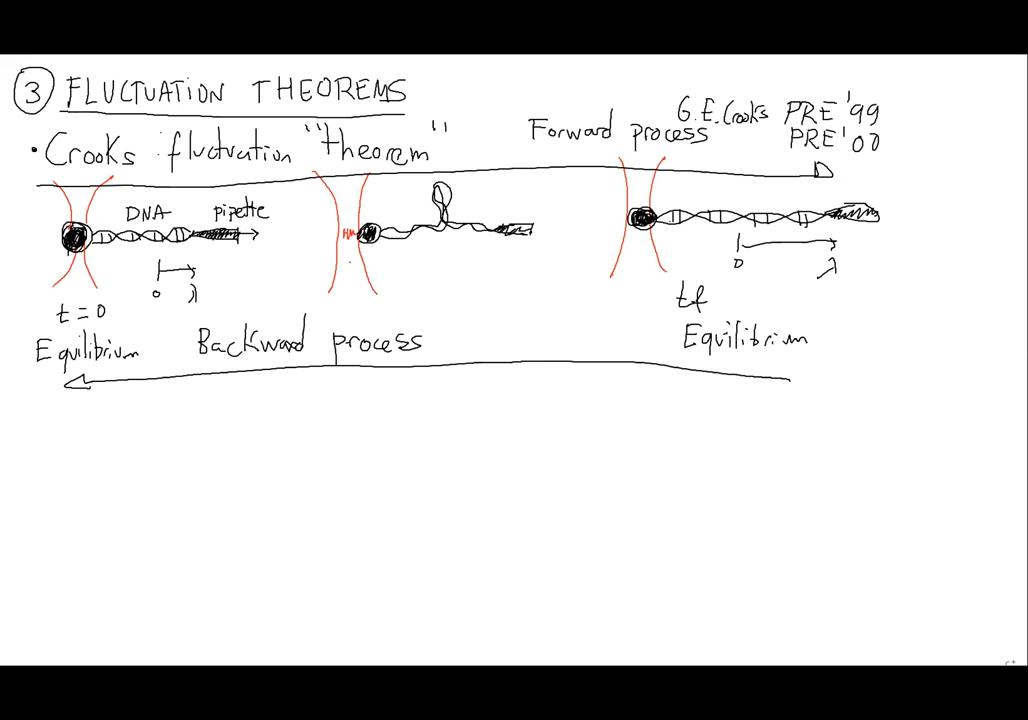 3 FLUCTUATION THEOREMS
• Crooks fluctuation "theorem"
G.E. Crooks PRE '99
PRE '00
Forward process
DNA pipette
0 λ
0 λ
t = 0
tf
Equilibrium
Backward process
Equilibrium